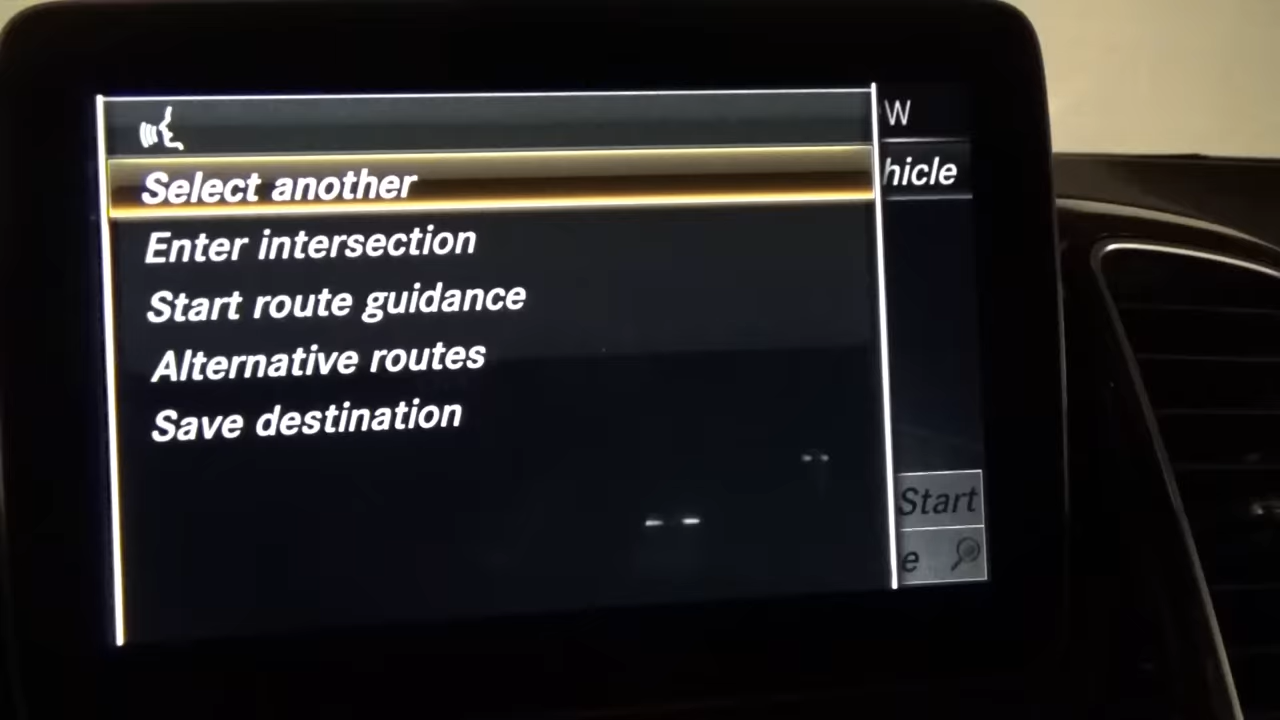 W
Select another
hicle
Enter intersection
Start route guidance
Alternative routes
Save destination
Start
e